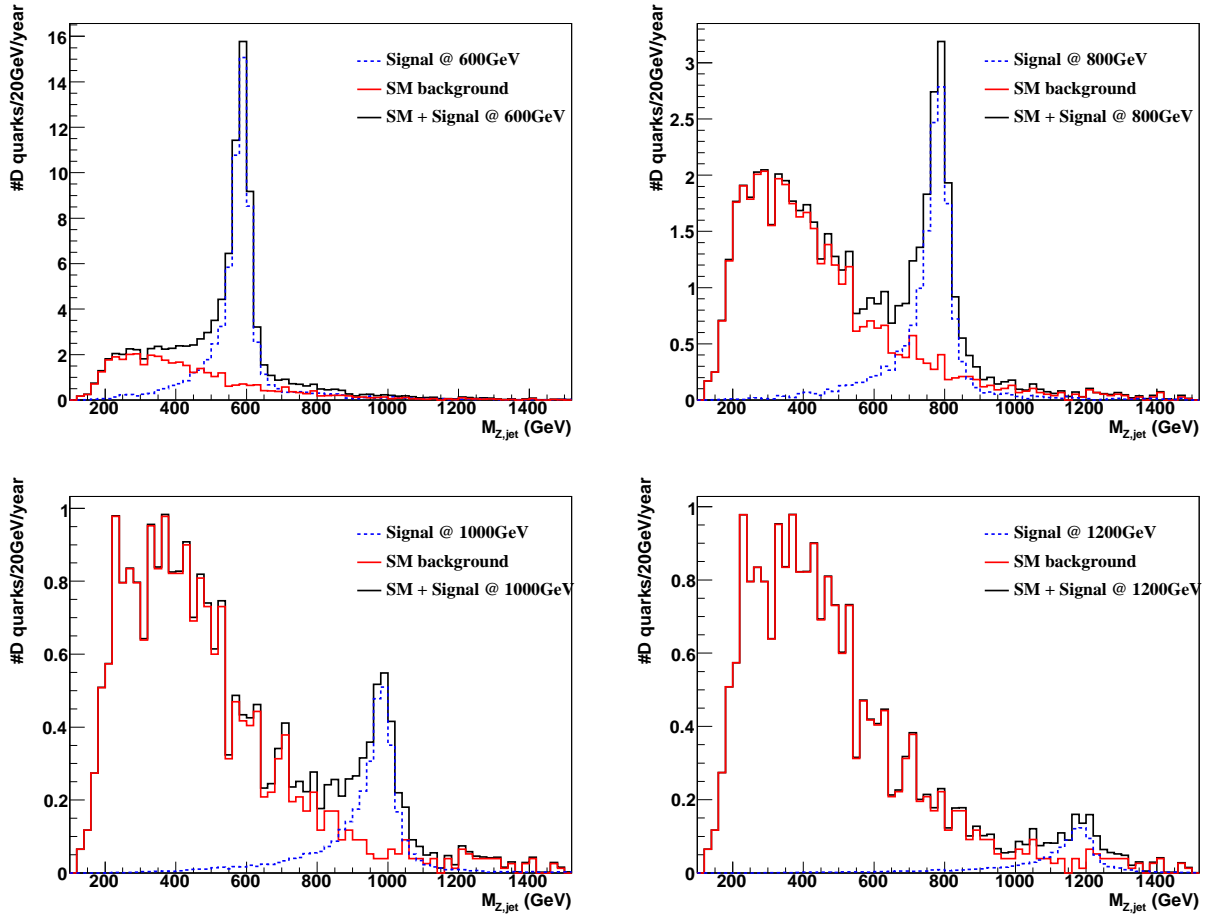 #D quarks/20GeV/year
16
14
12
10
8
6
4
2
0
Signal @ 600GeV
SM background
SM + Signal @ 600GeV
200 400 600 800 1000 1200 1400
M_Z,jet (GeV)
#D quarks/20GeV/year
3
2.5
2
1.5
1
0.5
0
Signal @ 800GeV
SM background
SM + Signal @ 800GeV
200 400 600 800 1000 1200 1400
M_Z,jet (GeV)
#D quarks/20GeV/year
1
0.8
0.6
0.4
0.2
0
Signal @ 1000GeV
SM background
SM + Signal @ 1000GeV
200 400 600 800 1000 1200 1400
M_Z,jet (GeV)
#D quarks/20GeV/year
1
0.8
0.6
0.4
0.2
0
Signal @ 1200GeV
SM background
SM + Signal @ 1200GeV
200 400 600 800 1000 1200 1400
M_Z,jet (GeV)